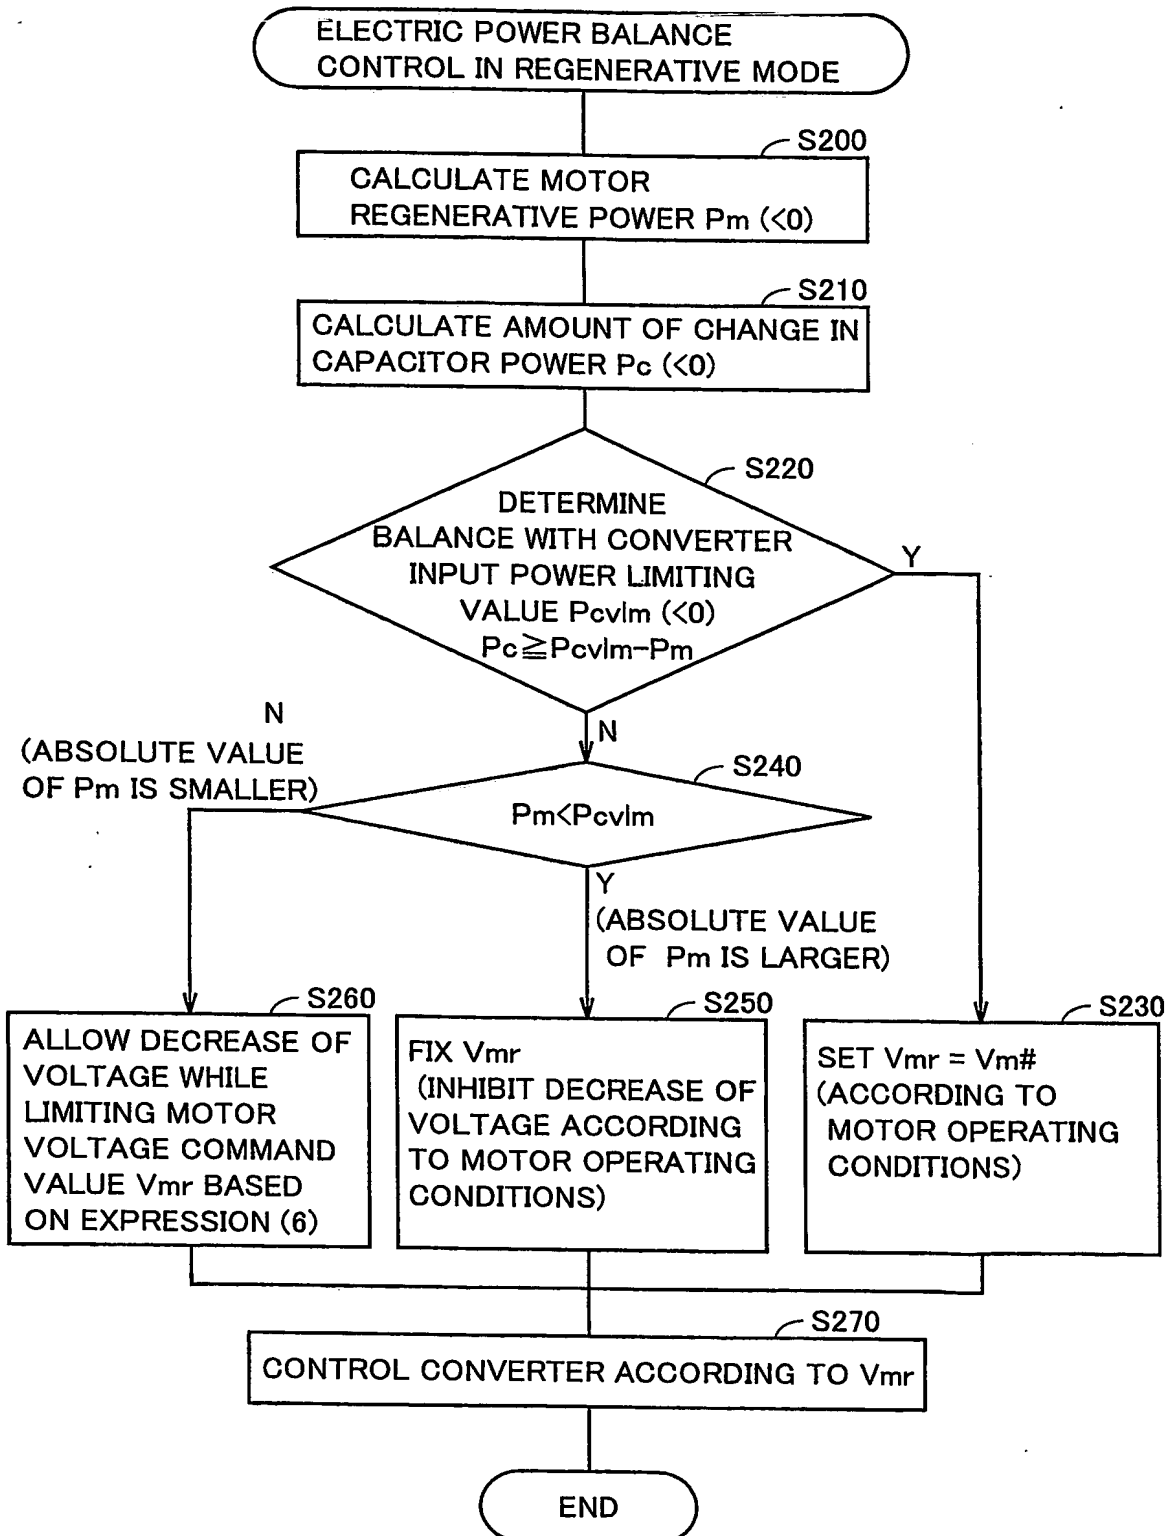 ELECTRIC POWER BALANCE
CONTROL IN REGENERATIVE MODE
S200
CALCULATE MOTOR
REGENERATIVE POWER Pm (<0)
S210
CALCULATE AMOUNT OF CHANGE IN
CAPACITOR POWER Pc (<0)
S220
DETERMINE
BALANCE WITH CONVERTER
INPUT POWER LIMITING
VALUE Pcvlm (<0)
Pc≧Pcvlm-Pm
Y
N
N
(ABSOLUTE VALUE
OF Pm IS SMALLER)
S240
Pm<Pcvlm
Y
(ABSOLUTE VALUE
OF Pm IS LARGER)
S260
ALLOW DECREASE OF
VOLTAGE WHILE
LIMITING MOTOR
VOLTAGE COMMAND
VALUE Vmr BASED
ON EXPRESSION (6)
S250
FIX Vmr
(INHIBIT DECREASE OF
VOLTAGE ACCORDING
TO MOTOR OPERATING
CONDITIONS)
S230
SET Vmr = Vm#
(ACCORDING TO
MOTOR OPERATING
CONDITIONS)
S270
CONTROL CONVERTER ACCORDING TO Vmr
END